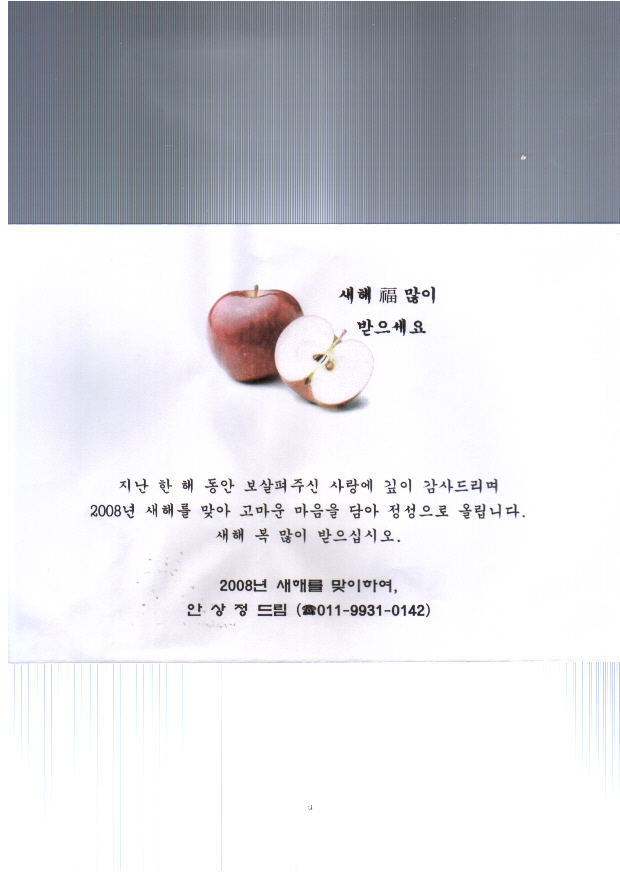 새해 福 많이
받으세요
지난 한 해 동안 보살펴주신 사랑에 깊이 감사드리며
2008년 새해를 맞아 고마운 마음을 담아 정성으로 올립니다.
새해 복 많이 받으십시오.
2008년 새해를 맞이하여,
안 상 정 드림 (☎011-9931-0142)